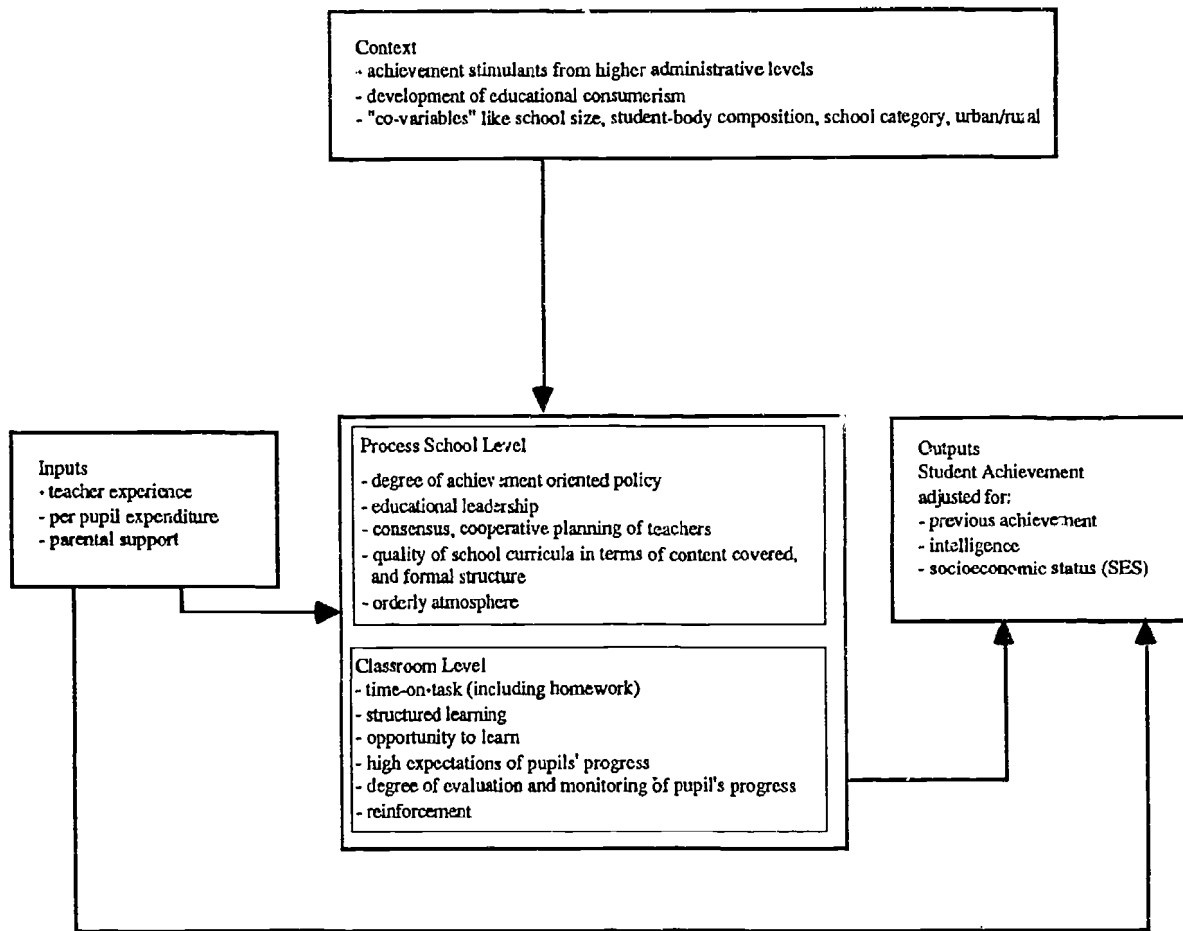 Context
- achievement stimulants from higher administrative levels
- development of educational consumerism
- "co-variables" like school size, student-body composition, school category, urban/rural
Inputs
- teacher experience
- per pupil expenditure
- parental support
Process School Level
- degree of achievement oriented policy
- educational leadership
- consensus, cooperative planning of teachers
- quality of school curricula in terms of content covered,
and formal structure
- orderly atmosphere
Classroom Level
- time-on-task (including homework)
- structured learning
- opportunity to learn
- high expectations of pupils' progress
- degree of evaluation and monitoring of pupil's progress
- reinforcement
Outputs
Student Achievement
adjusted for:
- previous achievement
- intelligence
- socioeconomic status (SES)